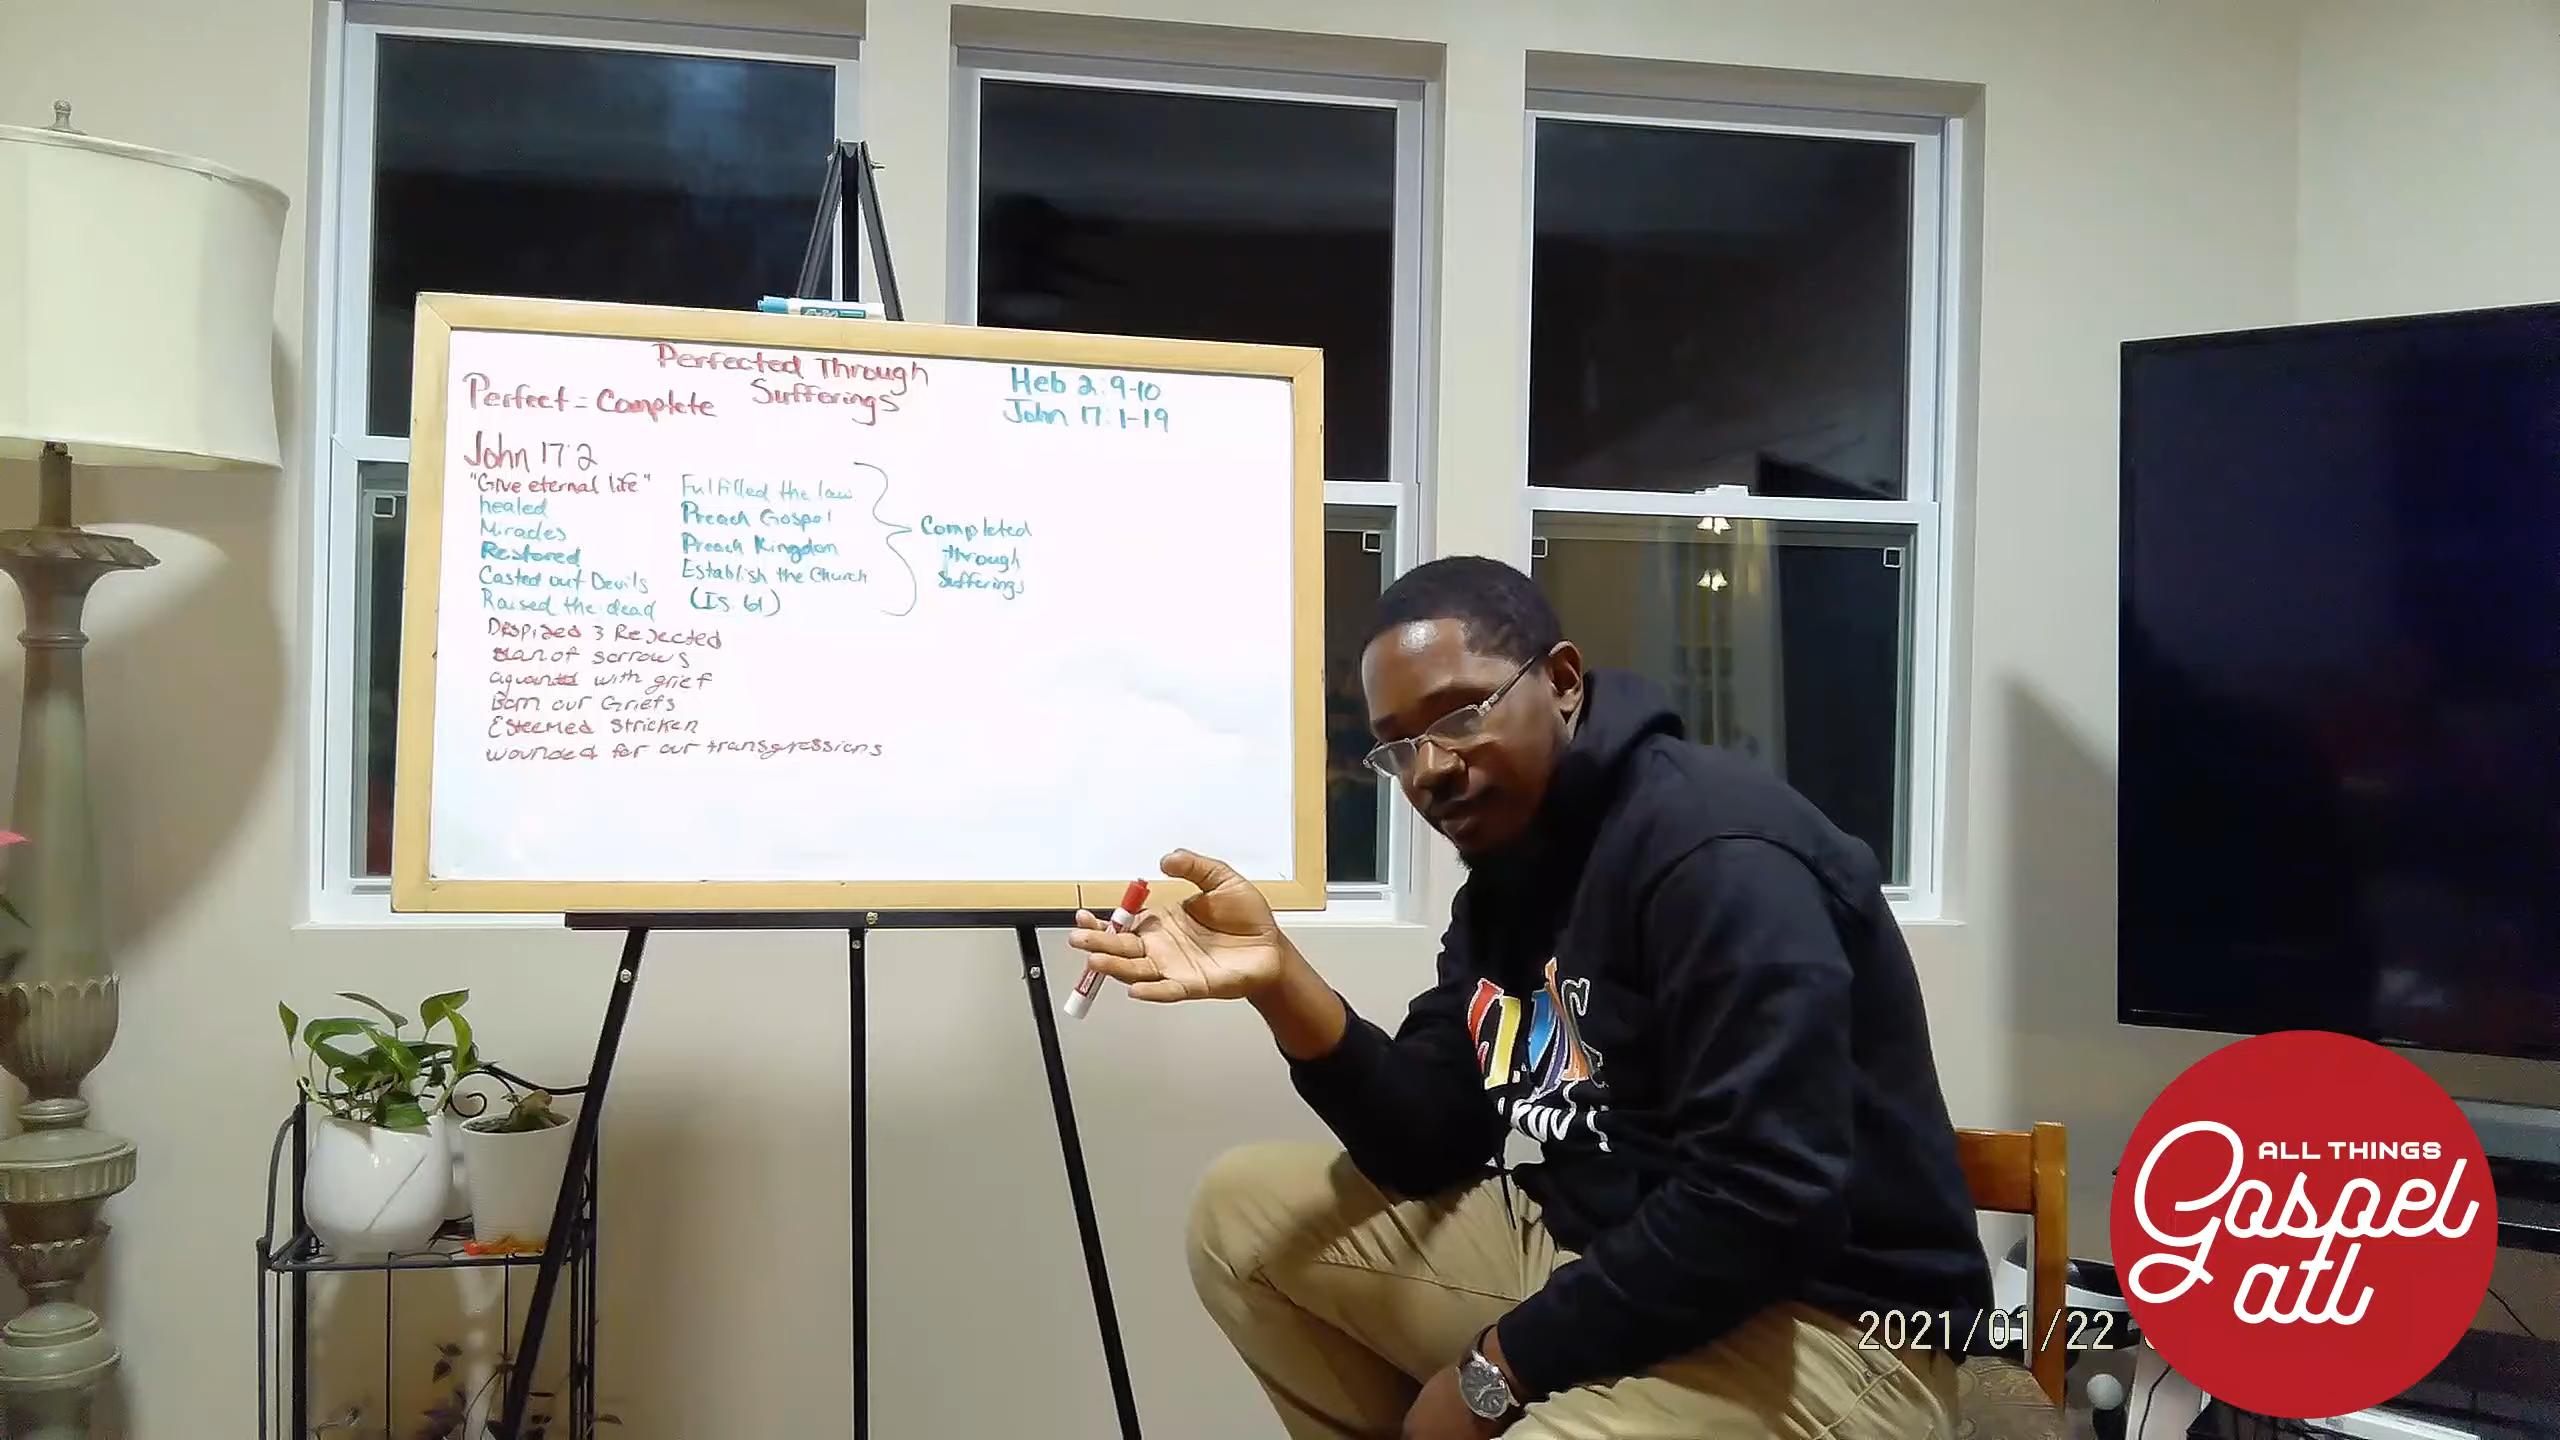 Perfected Through
Sufferings
Perfect = Complete
Heb 2:9-10
John 17:1-19
John 17:2
"Give eternal life"
healed
Miracles
Restored
Casted out Devils
Raised the dead
Fulfilled the law
Preach Gospel
Preach Kingdon
Establish the Church
(Is. 61)
Completed
through
Sufferings
Despized & Rejected
Man of sorrows
with grief
Born our Griefs
Esteemed Stricken
wounded for our transgressions
2021/01/22
ALL THINGS
Gospel
atl